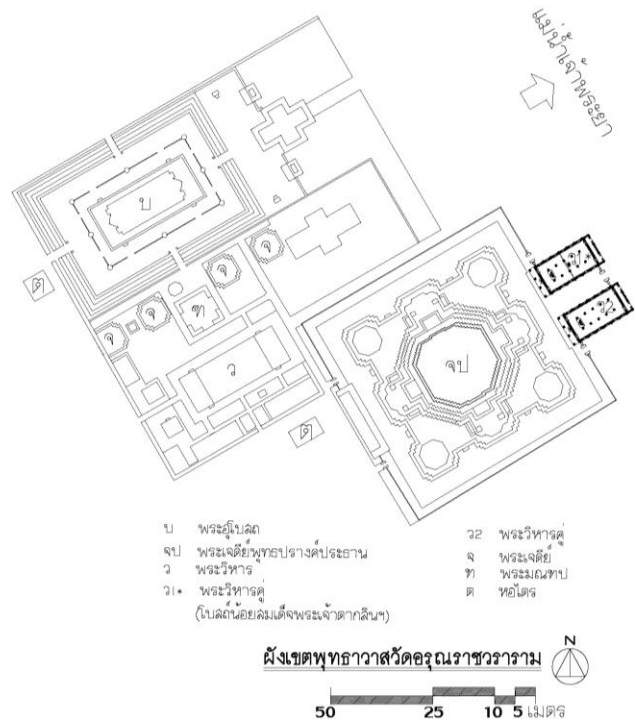 แม่น้ำเจ้าพระยา
บ
จ
จ
ต
จ
ฑ
จ
ว
ต
จป
ว2
บ พระอุโบสถ
จป พระเจดีย์พุทธปรางค์ประธาน
ว พระวิหาร
ว1* พระวิหารคู่
(โบสถ์น้อยสมเด็จพระเจ้าตากสินฯ)
ว2 พระวิหารคู่
จ พระเจดีย์
ฑ พระมณฑป
ต หอไตร
ผังเขตพุทธาวาสวัดอรุณราชวราราม
N
50 25 10 5 เมตร